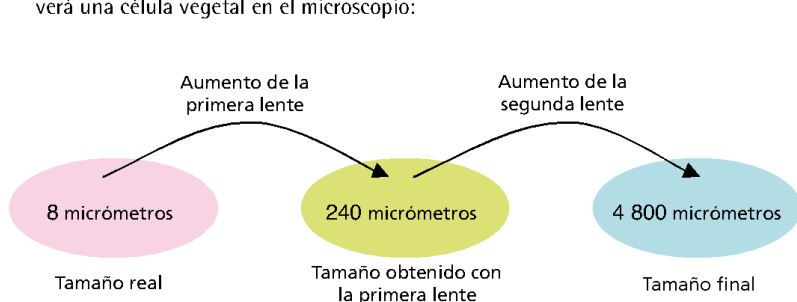 verá una célula vegetal en el microscopio:
Aumento de la
primera lente
Aumento de la
segunda lente
8 micrómetros
240 micrómetros
4 800 micrómetros
Tamaño real
Tamaño obtenido con
la primera lente
Tamaño final